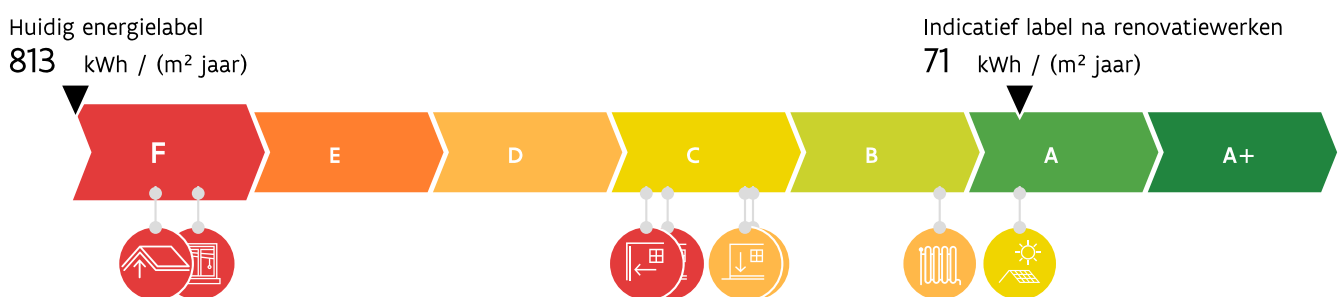 Huidig energielabel
813 kWh / (m² jaar)
Indicatief label na renovatiewerken
71 kWh / (m² jaar)
F E D C B A A+